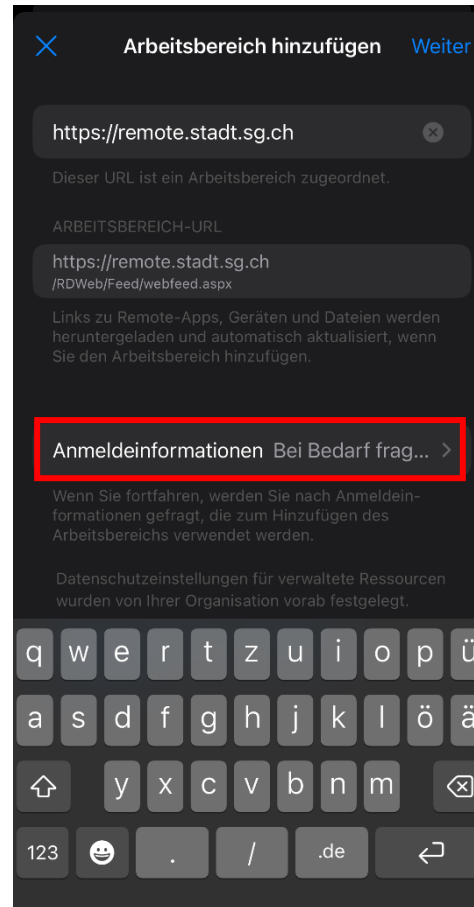 Arbeitsbereich hinzufügen Weiter
https://remote.stadt.sg.ch
Dieser URL ist ein Arbeitsbereich zugeordnet.
ARBEITSBEREICH-URL
https://remote.stadt.sg.ch
/RDWeb/Feed/webfeed.aspx
Links zu Remote-Apps, Geräten und Dateien werden
heruntergeladen und automatisch aktualisiert, wenn
Sie den Arbeitsbereich hinzufügen.
Anmeldeinformationen Bei Bedarf frag...
Wenn Sie fortfahren, werden Sie nach Anmeldein-
formationen gefragt, die zum Hinzufügen des
Arbeitsbereichs verwendet werden.
Datenschutzeinstellungen für verwaltete Ressourcen
wurden von Ihrer Organisation vorab festgelegt.
q w e r t z u i o p ü
a s d f g h j k l ö ä
y x c v b n m
123 . / .de